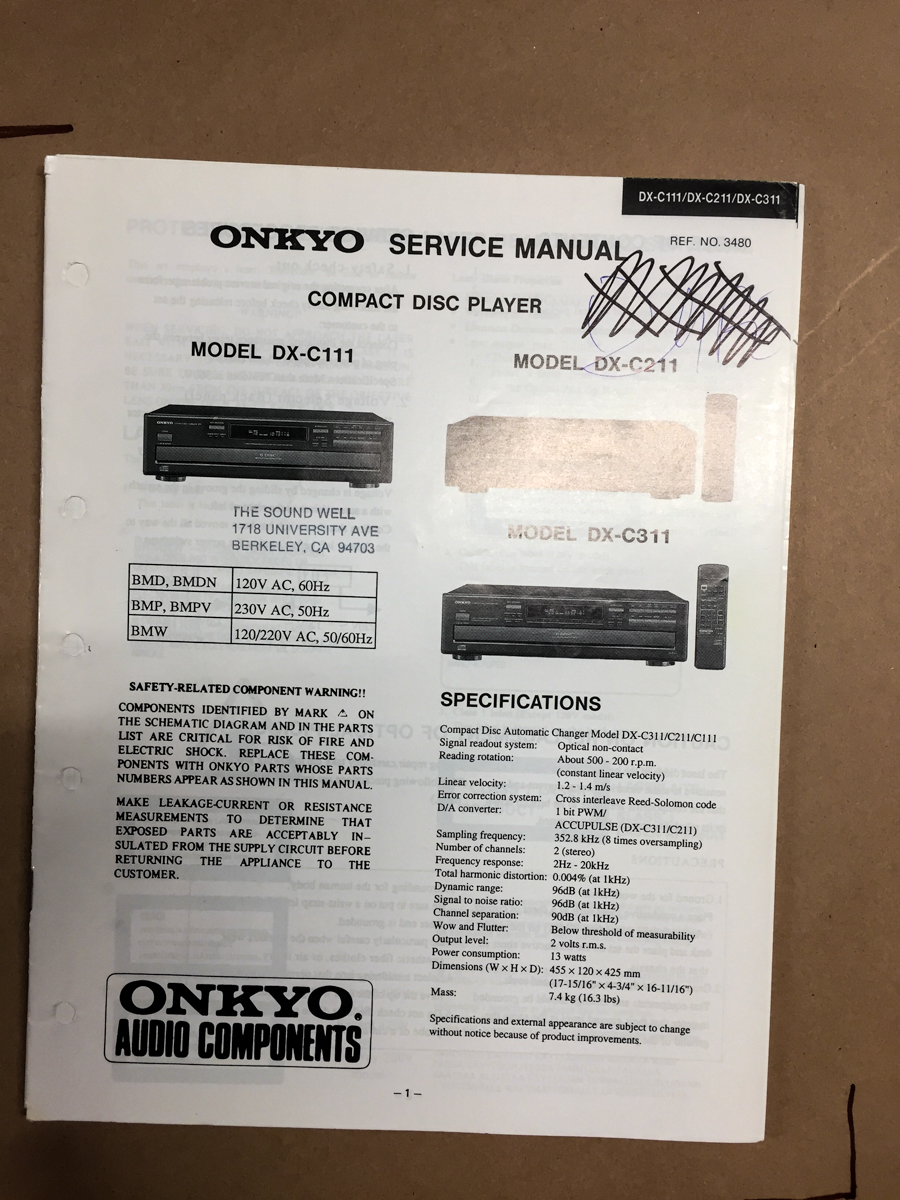 DX-C111/DX-C211/DX-C311
ONKYO SERVICE MANUAL
REF. NO. 3480
COMPACT DISC PLAYER
MODEL DX-C111
MODEL DX-C211
ONKYO
THE SOUND WELL
1718 UNIVERSITY AVE
BERKELEY, CA 94703
MODEL DX-C311
ONKYO
BMD, BMDN 120V AC, 60Hz
BMP, BMPV 230V AC, 50Hz
BMW 120/220V AC, 50/60Hz
SAFETY-RELATED COMPONENT WARNING!!
COMPONENTS IDENTIFIED BY MARK ⚠ ON
THE SCHEMATIC DIAGRAM AND IN THE PARTS
LIST ARE CRITICAL FOR RISK OF FIRE AND
ELECTRIC SHOCK. REPLACE THESE COM-
PONENTS WITH ONKYO PARTS WHOSE PARTS
NUMBERS APPEAR AS SHOWN IN THIS MANUAL.
MAKE LEAKAGE-CURRENT OR RESISTANCE
MEASUREMENTS TO DETERMINE THAT
EXPOSED PARTS ARE ACCEPTABLY IN-
SULATED FROM THE SUPPLY CIRCUIT BEFORE
RETURNING THE APPLIANCE TO THE
CUSTOMER.
SPECIFICATIONS
Compact Disc Automatic Changer Model DX-C311/C211/C111
Signal readout system: Optical non-contact
Reading rotation: About 500 - 200 r.p.m.
(constant linear velocity)
Linear velocity: 1.2 - 1.4 m/s
Error correction system: Cross interleave Reed-Solomon code
D/A converter: 1 bit PWM/
ACCUPULSE (DX-C311/C211)
Sampling frequency: 352.8 kHz (8 times oversampling)
Number of channels: 2 (stereo)
Frequency response: 2Hz - 20kHz
Total harmonic distortion: 0.004% (at 1kHz)
Dynamic range: 96dB (at 1kHz)
Signal to noise ratio: 96dB (at 1kHz)
Channel separation: 90dB (at 1kHz)
Wow and Flutter: Below threshold of measurability
Output level: 2 volts r.m.s.
Power consumption: 13 watts
Dimensions (W × H × D): 455 × 120 × 425 mm
(17-15/16" × 4-3/4" × 16-11/16")
Mass: 7.4 kg (16.3 lbs)
Specifications and external appearance are subject to change
without notice because of product improvements.
ONKYO®
AUDIO COMPONENTS
– 1 –